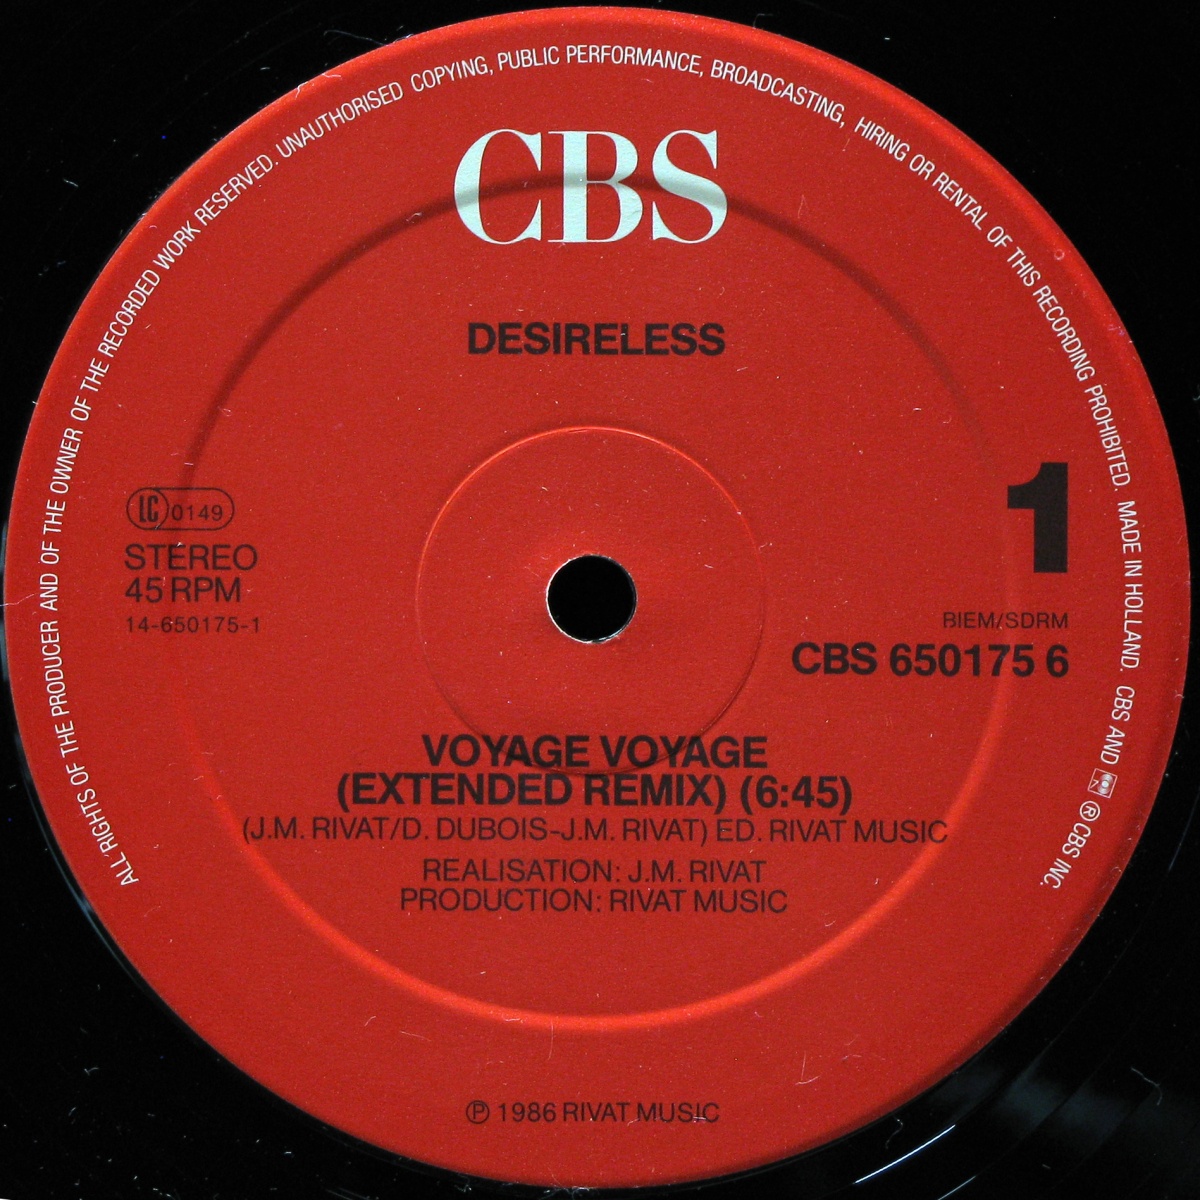 ALL RIGHTS OF THE PRODUCER AND OF THE OWNER OF THE RECORDED WORK RESERVED. UNAUTHORISED COPYING, PUBLIC PERFORMANCE, BROADCASTING, HIRING OR RENTAL OF THIS RECORDING PROHIBITED. MADE IN HOLLAND. CBS AND ® CBS INC.
CBS
DESIRELESS
1
LC 0149
STEREO
45 RPM
14-650175-1
BIEM/SDRM
CBS 650175 6
VOYAGE VOYAGE
(EXTENDED REMIX) (6:45)
(J.M. RIVAT/D. DUBOIS-J.M. RIVAT) ED. RIVAT MUSIC
REALISATION: J.M. RIVAT
PRODUCTION: RIVAT MUSIC
℗ 1986 RIVAT MUSIC